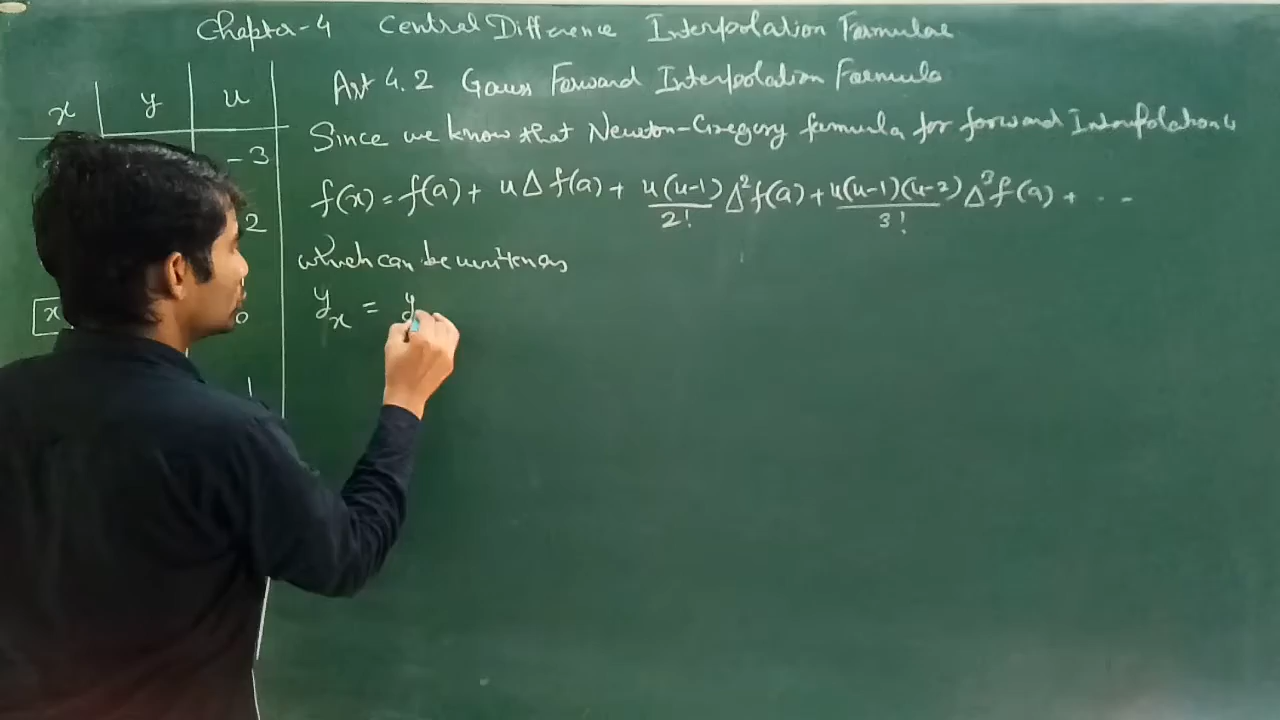 Chapter-4 Central Difference Interpolation Formulae
Art 4.2 Gauss Forward Interpolation Formula
x y u
Since we know that Newton-Gregory formula for forward Interpolation is
-3
f(x) = f(a) + u Δ f(a) + u(u-1)/2! Δ²f(a) + u(u-1)(u-2)/3! Δ³f(a) + ...
2
which can be written as
y_x = y
x 0
1